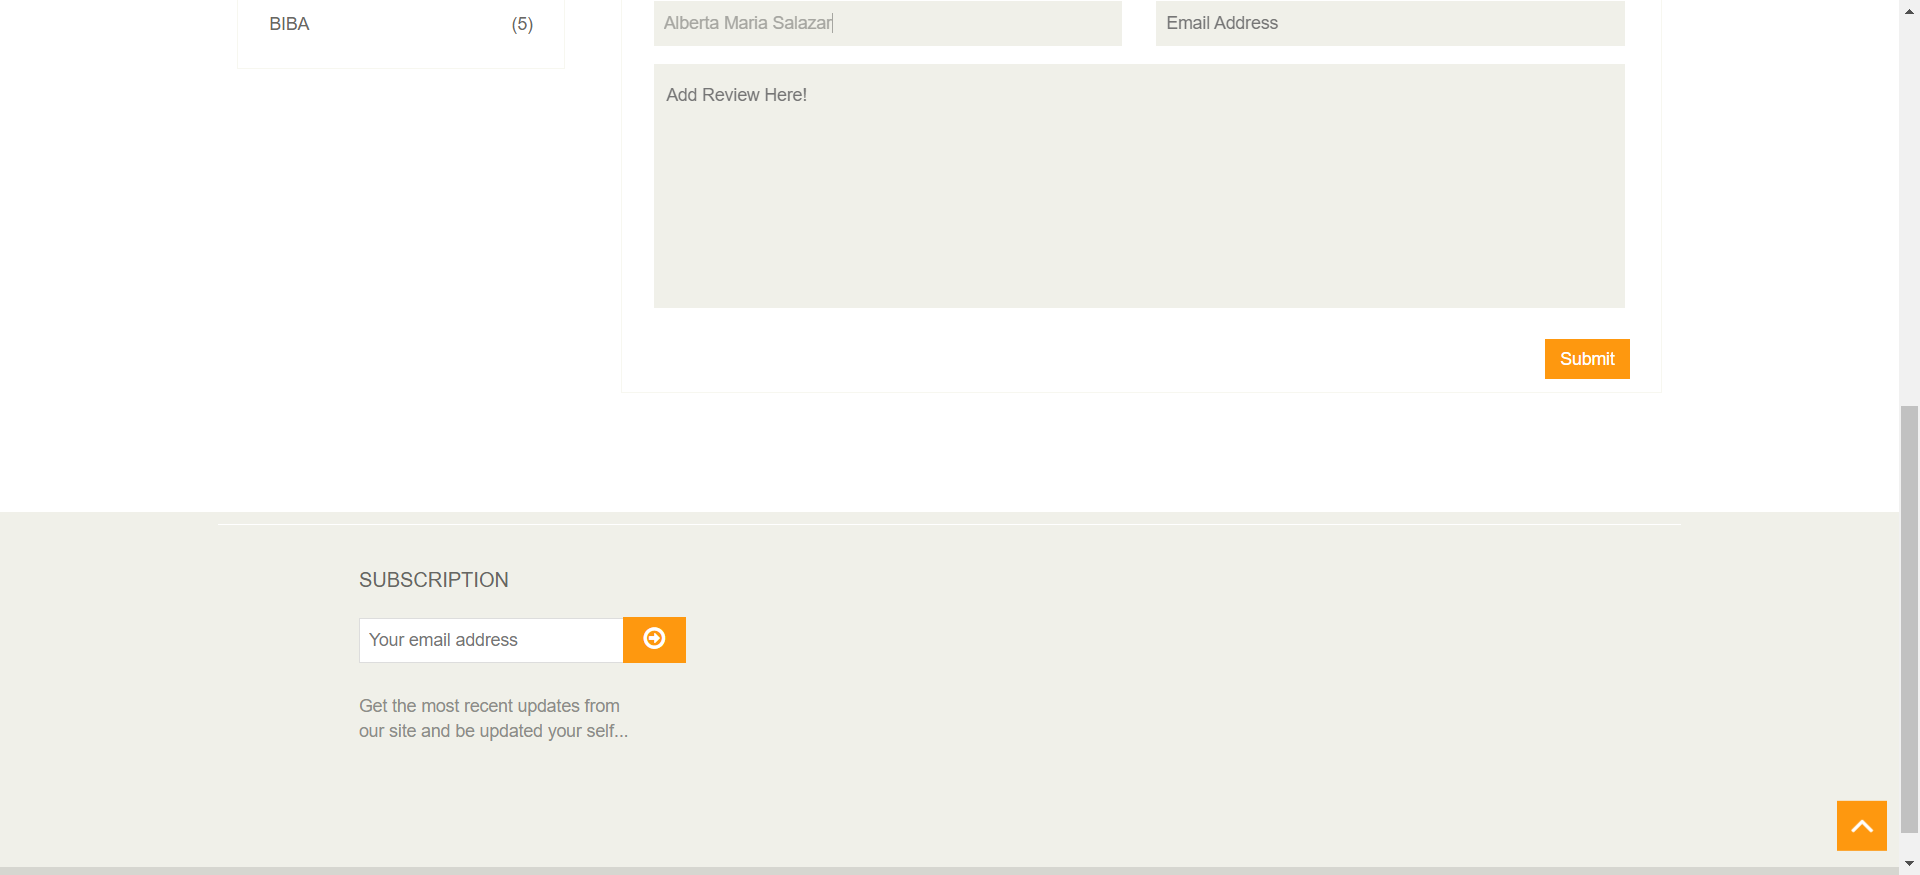 BIBA (5)
Alberta Maria Salazar
Email Address
Add Review Here!
Submit
SUBSCRIPTION
Your email address
Get the most recent updates from
our site and be updated your self...